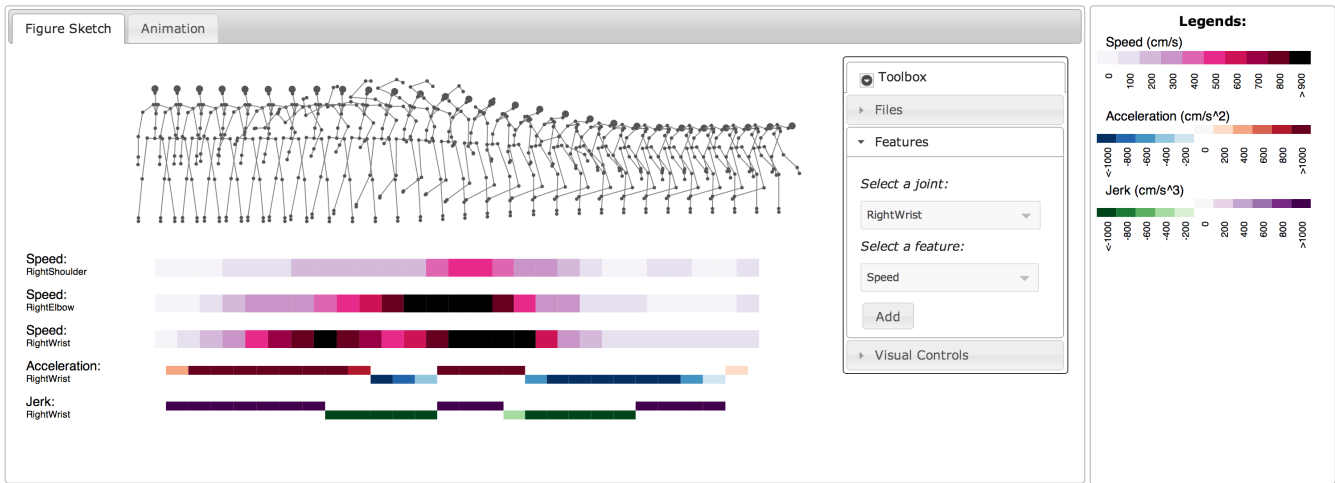 Figure Sketch
Animation
Toolbox
Files
Features
Select a joint:
RightWrist
Select a feature:
Speed
Add
Visual Controls
Speed:
RightShoulder
Speed:
RightElbow
Speed:
RightWrist
Acceleration:
RightWrist
Jerk:
RightWrist
Legends:
Speed (cm/s)
0 100 200 300 400 500 600 700 800 > 900
Acceleration (cm/s^2)
<1000 -800 -600 -400 -200 0 200 400 600 800 >1000
Jerk (cm/s^3)
<1000 -800 -600 -400 -200 0 200 400 600 800 >1000